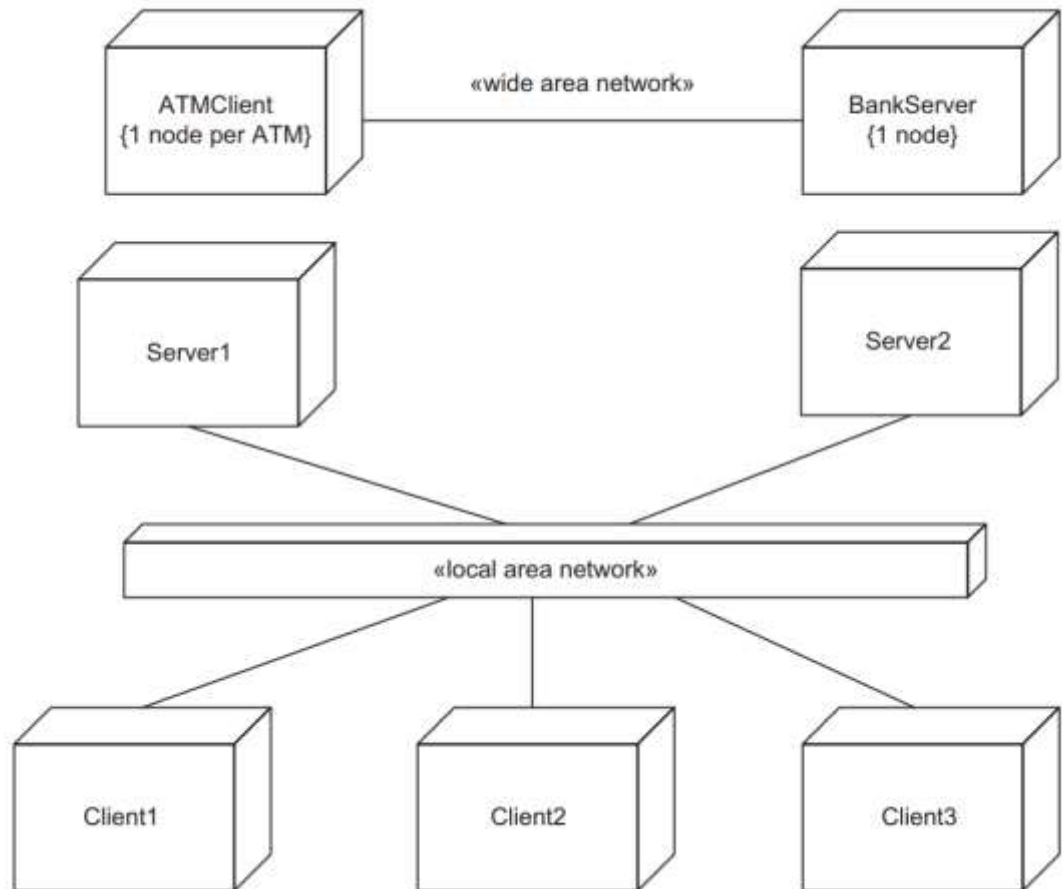 ATMClient
{1 node per ATM}
«wide area network»
BankServer
{1 node}
Server1
Server2
«local area network»
Client1
Client2
Client3